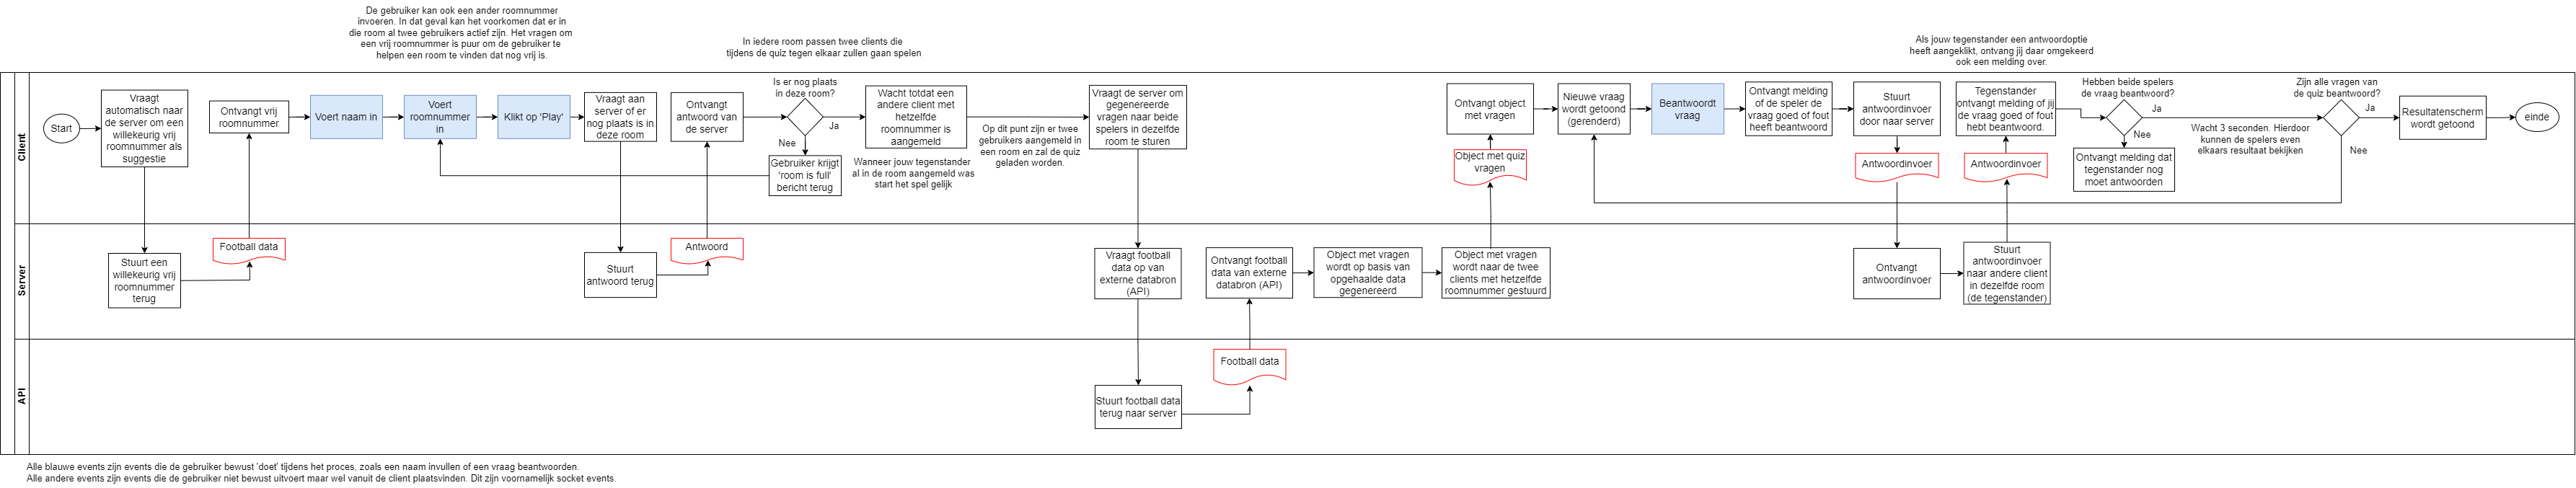 De gebruiker kan ook een ander roomnummer
invoeren. In dat geval kan het voorkomen dat er in
die room al twee gebruikers actief zijn. Het vragen om
een vrij roomnummer is puur om de gebruiker te
helpen een room te vinden dat nog vrij is.
In iedere room passen twee clients die
tijdens de quiz tegen elkaar zullen gaan spelen
Als jouw tegenstander een antwoordoptie
heeft aangeklikt, ontvang jij daar omgekeerd
ook een melding over.
Client
Start
Vraagt
automatisch naar
de server om een
willekeurig vrij
roomnummer als
suggestie
Ontvangt vrij
roomnummer
Voert naam in
Voert
roomnummer
in
Klikt op 'Play'
Vraagt aan
server of er
nog plaats is in
deze room
Ontvangt
antwoord van
de server
Is er nog plaats
in deze room?
Ja
Nee
Gebruiker krijgt
'room is full'
bericht terug
Wacht totdat een
andere client met
hetzelfde
roomnummer is
aangemeld
Wanneer jouw tegenstander
al in de room aangemeld was
start het spel gelijk
Op dit punt zijn er twee
gebruikers aangemeld in
een room en zal de quiz
geladen worden.
Vraagt de server om
gegenereerde
vragen naar beide
spelers in dezelfde
room te sturen
Ontvangt object
met vragen
Object met quiz
vragen
Nieuwe vraag
wordt getoond
(gerenderd)
Beantwoordt
vraag
Ontvangt melding
of de speler de
vraag goed of fout
heeft beantwoord
Stuurt
antwoordinvoer
door naar server
Antwoordinvoer
Tegenstander
ontvangt melding of jij
de vraag goed of fout
hebt beantwoord.
Antwoordinvoer
Hebben beide spelers
de vraag beantwoord?
Ja
Nee
Ontvangt melding dat
tegenstander nog
moet antwoorden
Wacht 3 seconden. Hierdoor
kunnen de spelers even
elkaars resultaat bekijken
Zijn alle vragen van
de quiz beantwoord?
Ja
Nee
Resultatenscherm
wordt getoond
einde
Server
Stuurt een
willekeurig vrij
roomnummer
terug
Football data
Stuurt
antwoord terug
Antwoord
Vraagt football
data op van
externe databron
(API)
Ontvangt football
data van externe
databron (API)
Object met vragen
wordt op basis van
opgehaalde data
gegenereerd
Object met vragen
wordt naar de twee
clients met hetzelfde
roomnummer gestuurd
Ontvangt
antwoordinvoer
Stuurt
antwoordinvoer
naar andere client
in dezelfde room
(de tegenstander)
API
Stuurt football data
terug naar server
Football data
Alle blauwe events zijn events die de gebruiker bewust 'doet' tijdens het proces, zoals een naam invullen of een vraag beantwoorden.
Alle andere events zijn events die de gebruiker niet bewust uitvoert maar wel vanuit de client plaatsvinden. Dit zijn voornamelijk socket events.